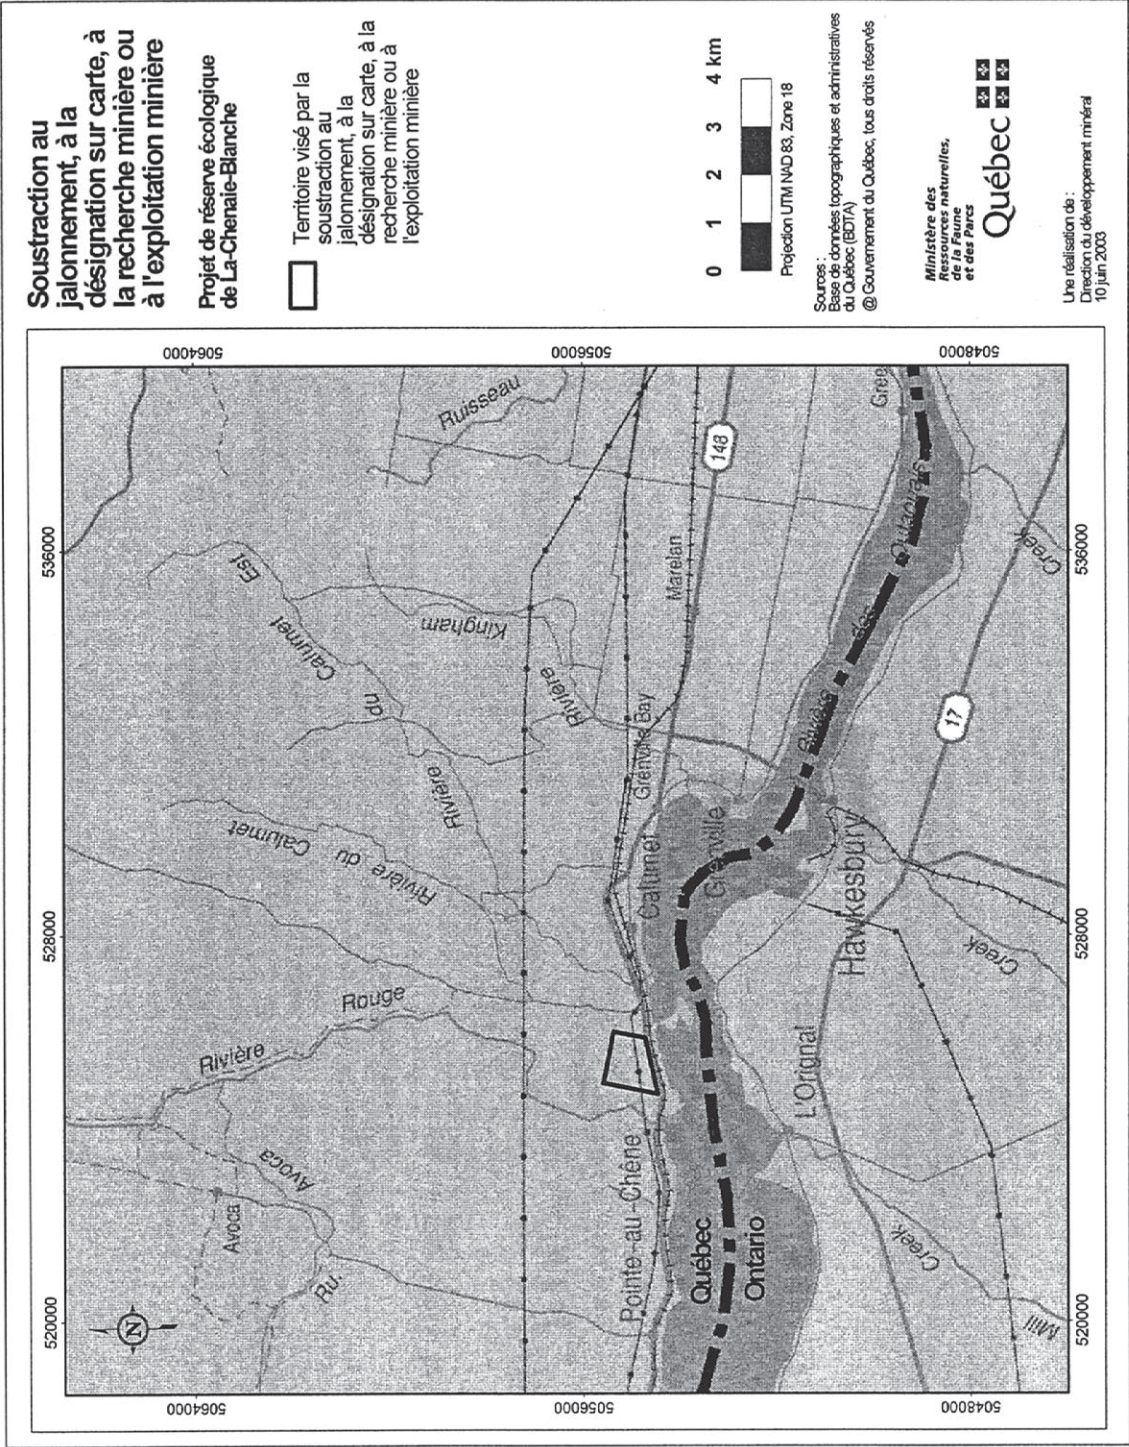 Soustraction au
jalonnement, à la
désignation sur carte, à
la recherche minière ou
à l'exploitation minière
Projet de réserve écologique
de La-Chenaie-Blanche
Territoire visé par la
soustraction au
jalonnement, à la
désignation sur carte, à la
recherche minière ou à
l'exploitation minière
0 1 2 3 4 km
Projection UTM NAD 83, Zone 18
Sources :
Base de données topographiques et administratives
du Québec (BDTA)
@ Gouvernement du Québec, tous droits réservés
Ministère des
Ressources naturelles,
de la Faune
et des Parcs
Québec
Une réalisation de :
Direction du développement minéral
10 juin 2003
520000
528000
536000
5064000
5056000
5048000
5064000
5056000
5048000
520000
528000
536000
N
Avoca
Ru.
Avoca
Rivière
Rouge
Rivière du Calumet
Rivière
du
Calumet
Est
Kingham
Rivière
Ruisseau
Pointe-au-Chêne
Calumet
Grenville Bay
Marelan
148
Grenville
Québec
Ontario
L'Orignal
Hawkesbury
Rivière des Outaouais
Gree
17
Creek
Creek
Mill
Creek